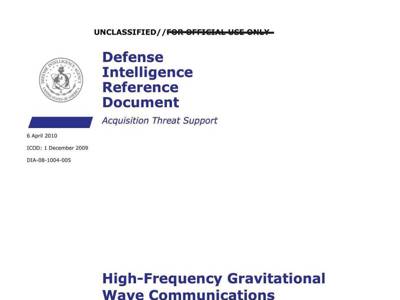 UNCLASSIFIED//FOR OFFICIAL USE ONLY
Defense
Intelligence
Reference
Document
Acquisition Threat Support
6 April 2010
ICOD: 1 December 2009
DIA-08-1004-005
High-Frequency Gravitational
Wave Communications